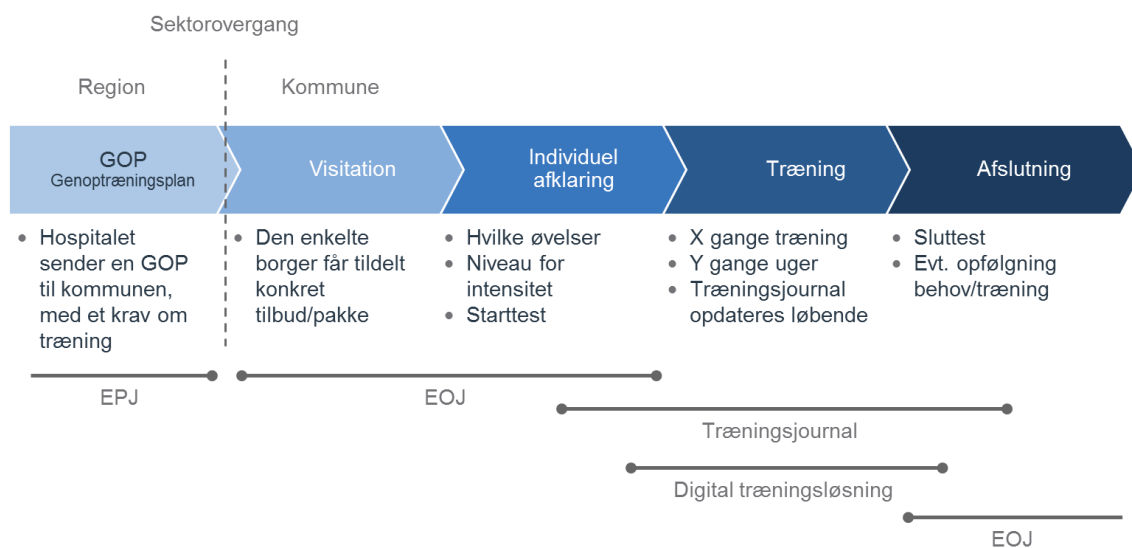 Sektorovergang
Region
Kommune
GOP
Genoptræningsplan
Visitation
Individuel
afklaring
Træning
Afslutning
• Hospitalet
sender en GOP
til kommunen,
med et krav om
træning
• Den enkelte
borger får tildelt
konkret
tilbud/pakke
• Hvilke øvelser
• Niveau for
intensitet
• Starttest
• X gange træning
• Y gange uger
• Træningsjournal
opdateres løbende
• Sluttest
• Evt. opfølgning
behov/træning
EPJ
EOJ
Træningsjournal
Digital træningsløsning
EOJ